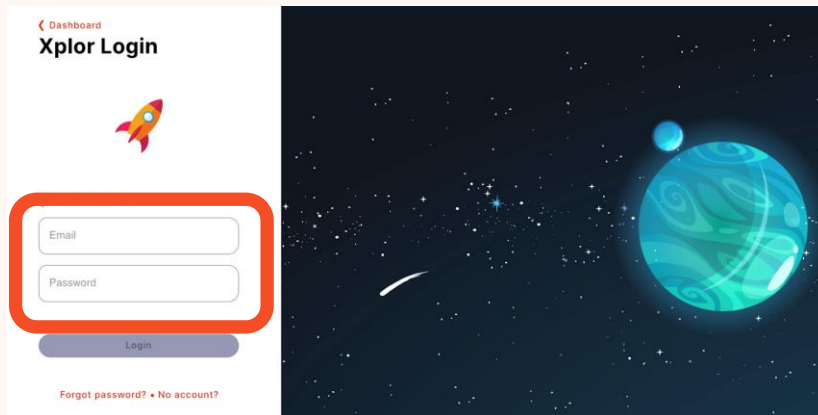 ❮ Dashboard
Xplor Login
Email
Password
Login
Forgot password? • No account?